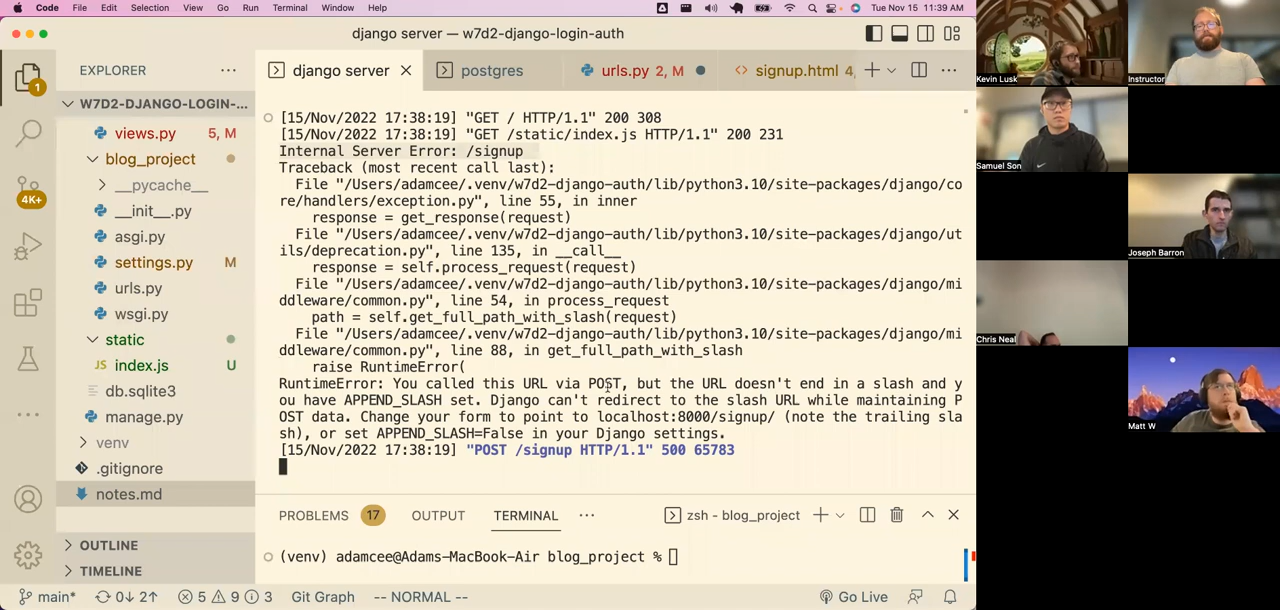 Code File Edit Selection View Go Run Terminal Window Help Tue Nov 15 11:39 AM
django server — w7d2-django-login-auth
EXPLORER
django server
postgres
urls.py 2, M
signup.html 4,
W7D2-DJANGO-LOGIN-...
views.py 5, M
blog_project
__pycache__
__init__.py
asgi.py
settings.py M
urls.py
wsgi.py
static
JS index.js U
db.sqlite3
manage.py
venv
.gitignore
notes.md
OUTLINE
TIMELINE
1
4K+
[15/Nov/2022 17:38:19] "GET / HTTP/1.1" 200 308
[15/Nov/2022 17:38:19] "GET /static/index.js HTTP/1.1" 200 231
Internal Server Error: /signup
Traceback (most recent call last):
File "/Users/adamcee/.venv/w7d2-django-auth/lib/python3.10/site-packages/django/co
re/handlers/exception.py", line 55, in inner
response = get_response(request)
File "/Users/adamcee/.venv/w7d2-django-auth/lib/python3.10/site-packages/django/ut
ils/deprecation.py", line 135, in __call__
response = self.process_request(request)
File "/Users/adamcee/.venv/w7d2-django-auth/lib/python3.10/site-packages/django/mi
ddleware/common.py", line 54, in process_request
path = self.get_full_path_with_slash(request)
File "/Users/adamcee/.venv/w7d2-django-auth/lib/python3.10/site-packages/django/mi
ddleware/common.py", line 88, in get_full_path_with_slash
raise RuntimeError(
RuntimeError: You called this URL via POST, but the URL doesn't end in a slash and y
ou have APPEND_SLASH set. Django can't redirect to the slash URL while maintaining P
OST data. Change your form to point to localhost:8000/signup/ (note the trailing sla
sh), or set APPEND_SLASH=False in your Django settings.
[15/Nov/2022 17:38:19] "POST /signup HTTP/1.1" 500 65783
PROBLEMS 17 OUTPUT TERMINAL
zsh - blog_project
(venv) adamcee@Adams-MacBook-Air blog_project %
main* 0↓ 2↑ 5 9 3 Git Graph -- NORMAL -- Go Live
Kevin Lusk
Instructor
Samuel Son
Joseph Barron
Chris Neal
Matt W